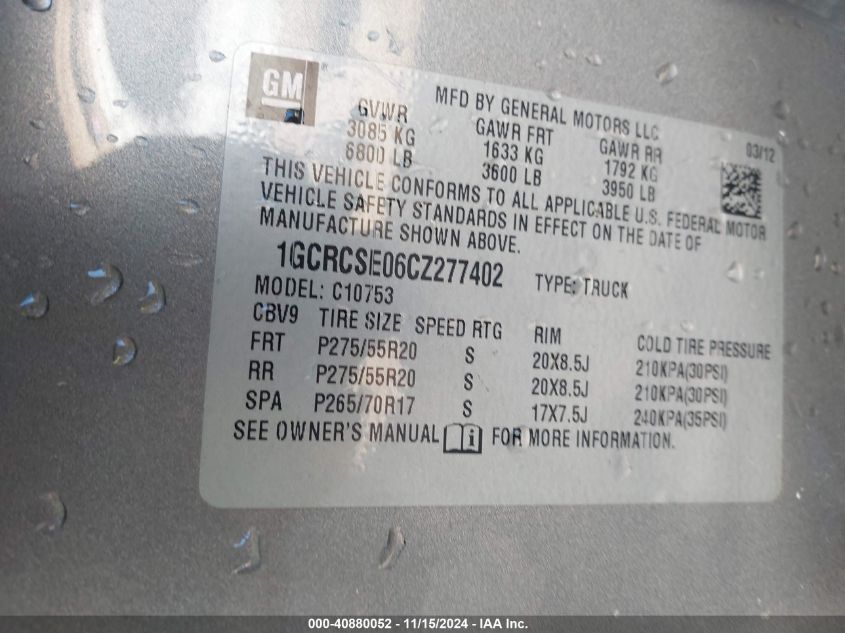 GM
MFD BY GENERAL MOTORS LLC
03/12
GVWR GAWR FRT GAWR RR
3085 KG 1633 KG 1792 KG
6800 LB 3600 LB 3950 LB
THIS VEHICLE CONFORMS TO ALL APPLICABLE U.S. FEDERAL MOTOR
VEHICLE SAFETY STANDARDS IN EFFECT ON THE DATE OF
MANUFACTURE SHOWN ABOVE.
1GCRCSE06CZ277402 TYPE: TRUCK
MODEL: C10753
CBV9 TIRE SIZE SPEED RTG RIM COLD TIRE PRESSURE
FRT P275/55R20 S 20X8.5J 210KPA(30PSI)
RR P275/55R20 S 20X8.5J 210KPA(30PSI)
SPA P265/70R17 S 17X7.5J 240KPA(35PSI)
SEE OWNER'S MANUAL i FOR MORE INFORMATION.
000-40880052 - 11/15/2024 - IAA Inc.